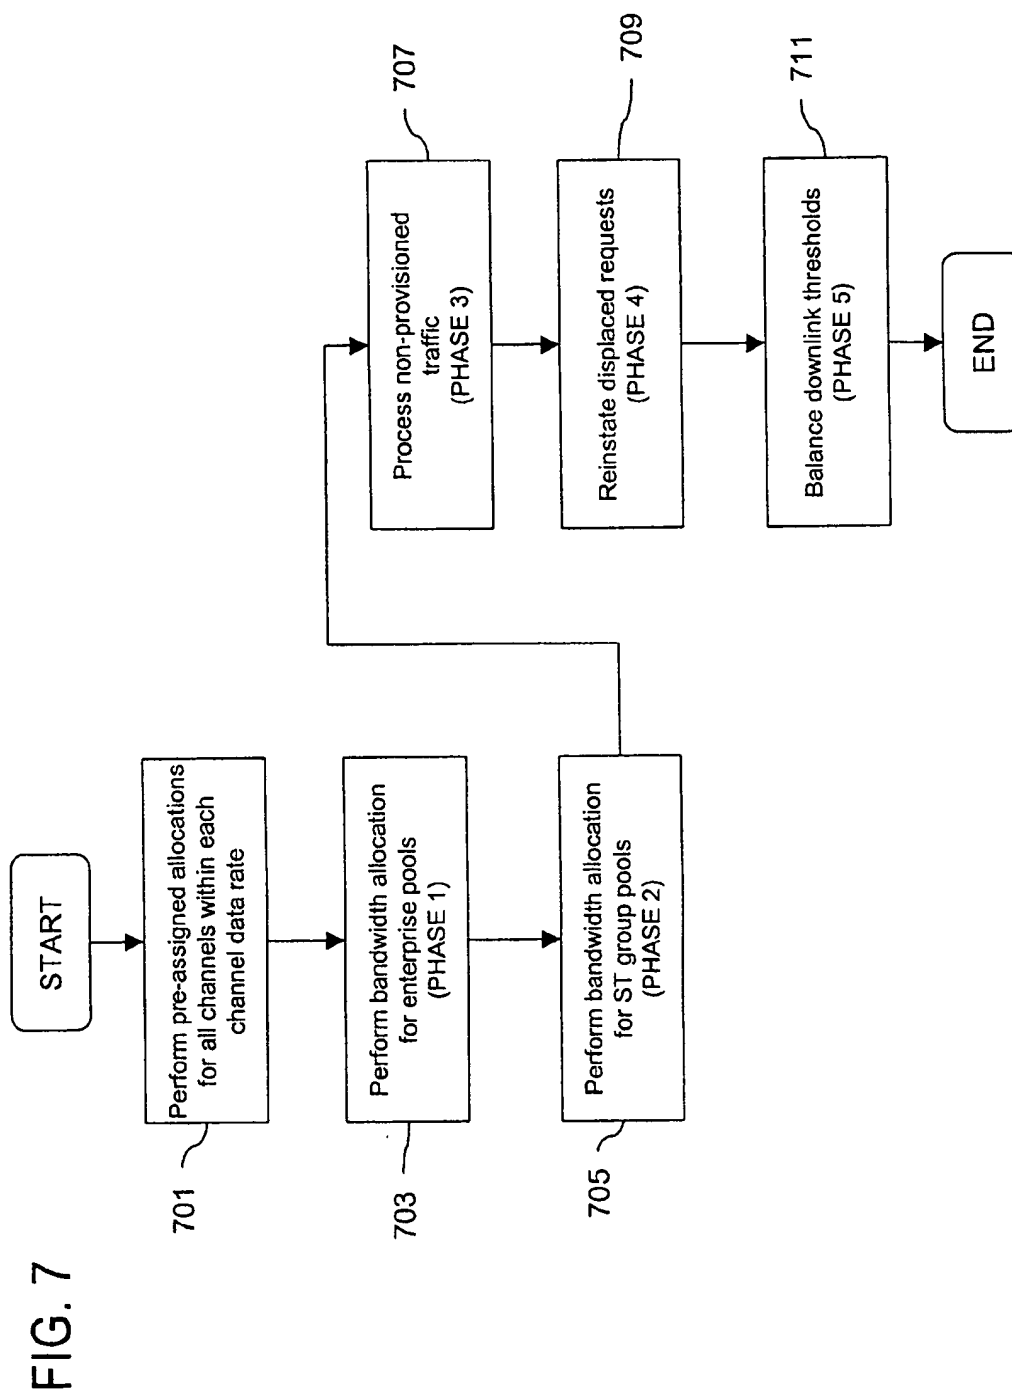 FIG. 7
START
Perform pre-assigned allocations
for all channels within each
channel data rate
701
Perform bandwidth allocation
for enterprise pools
(PHASE 1)
703
Perform bandwidth allocation
for ST group pools
(PHASE 2)
705
Process non-provisioned
traffic
(PHASE 3)
707
Reinstate displaced requests
(PHASE 4)
709
Balance downlink thresholds
(PHASE 5)
711
END